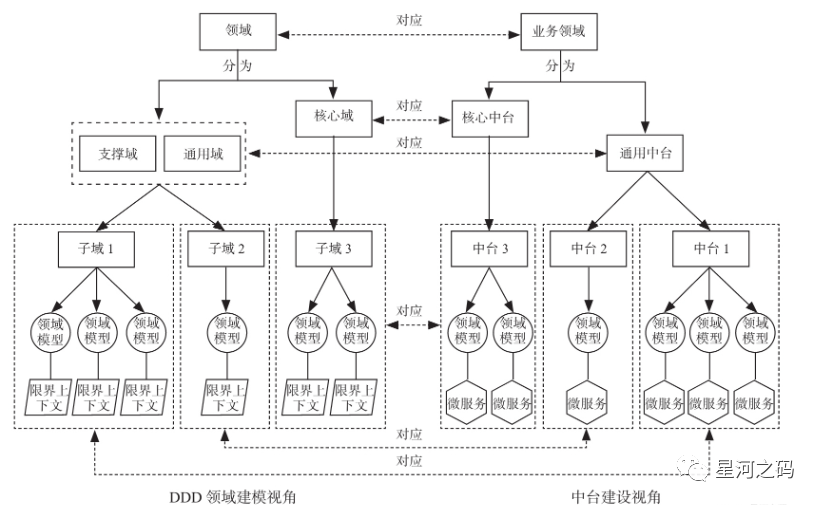 领域
对应
业务领域
分为
分为
核心域
对应
核心中台
支撑域
通用域
对应
通用中台
子域 1
子域 2
子域 3
中台 3
中台 2
中台 1
领域
模型
领域
模型
领域
模型
领域
模型
领域
模型
领域
模型
对应
领域
模型
领域
模型
领域
模型
领域
模型
领域
模型
领域
模型
限界上
下文
限界上
下文
限界上
下文
限界上
下文
限界上
下文
限界上
下文
微服务
微服务
微服务
微服务
微服务
微服务
对应
对应
星河之码
DDD 领域建模视角
中台建设视角